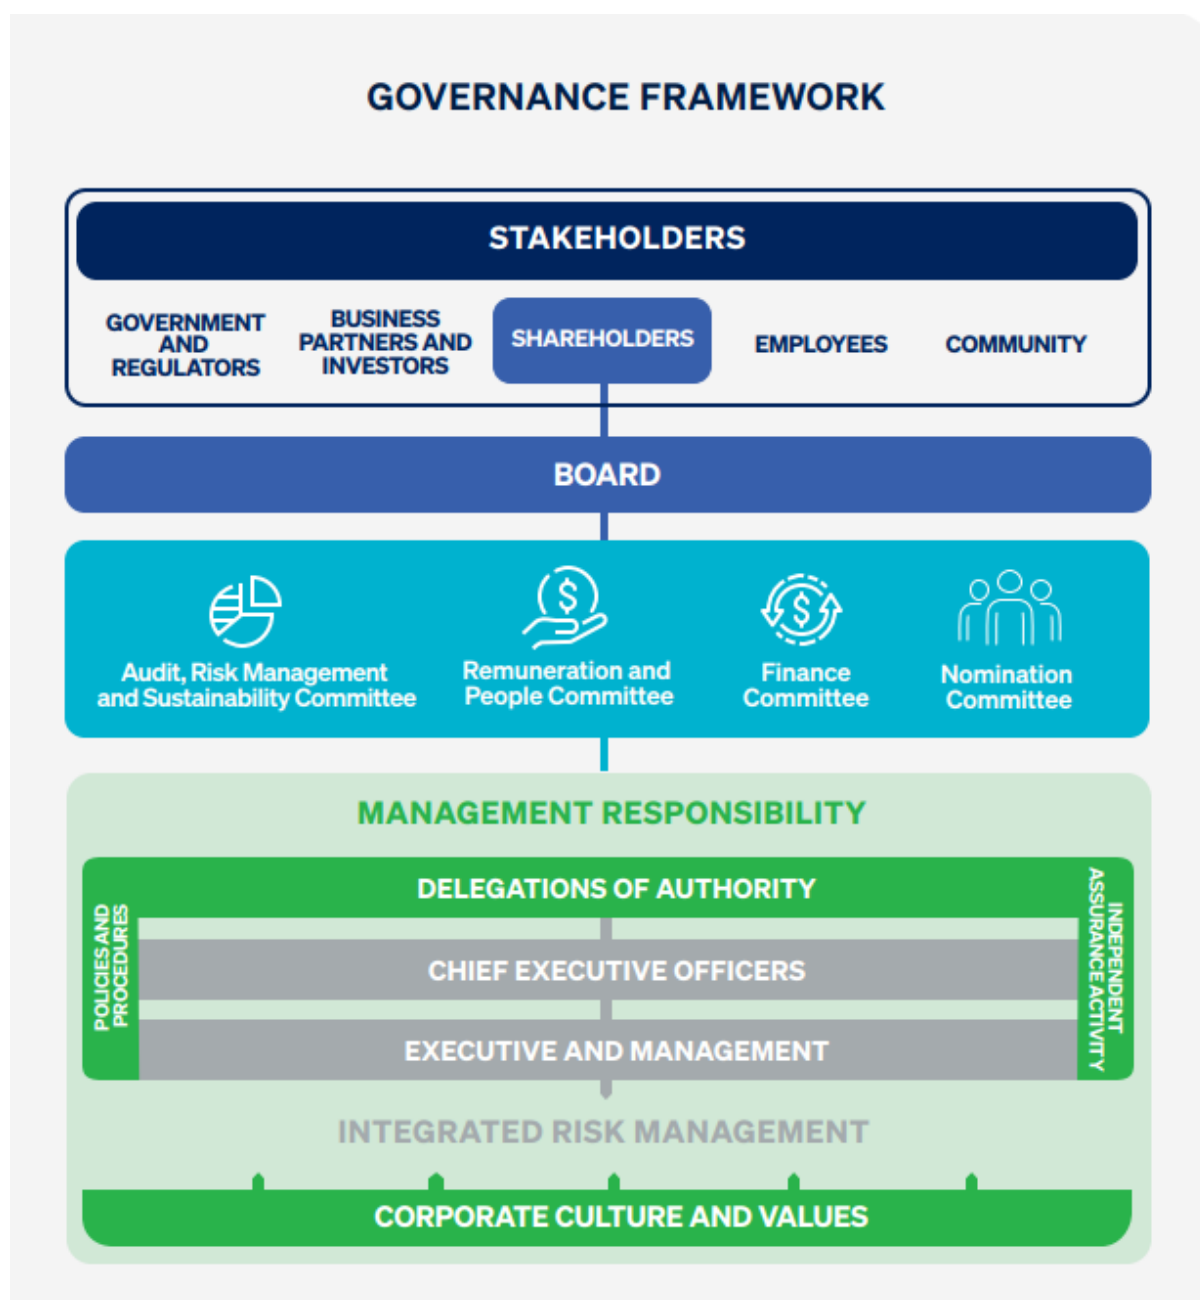 GOVERNANCE FRAMEWORK
STAKEHOLDERS
GOVERNMENT
AND
REGULATORS
BUSINESS
PARTNERS AND
INVESTORS
SHAREHOLDERS
EMPLOYEES
COMMUNITY
BOARD
$
Audit, Risk Management
and Sustainability Committee
Remuneration and
People Committee
$
Finance
Committee
Nomination
Committee
MANAGEMENT RESPONSIBILITY
DELEGATIONS OF AUTHORITY
POLICIES AND
PROCEDURES
CHIEF EXECUTIVE OFFICERS
EXECUTIVE AND MANAGEMENT
INDEPENDENT
ASSURANCE ACTIVITY
INTEGRATED RISK MANAGEMENT
CORPORATE CULTURE AND VALUES